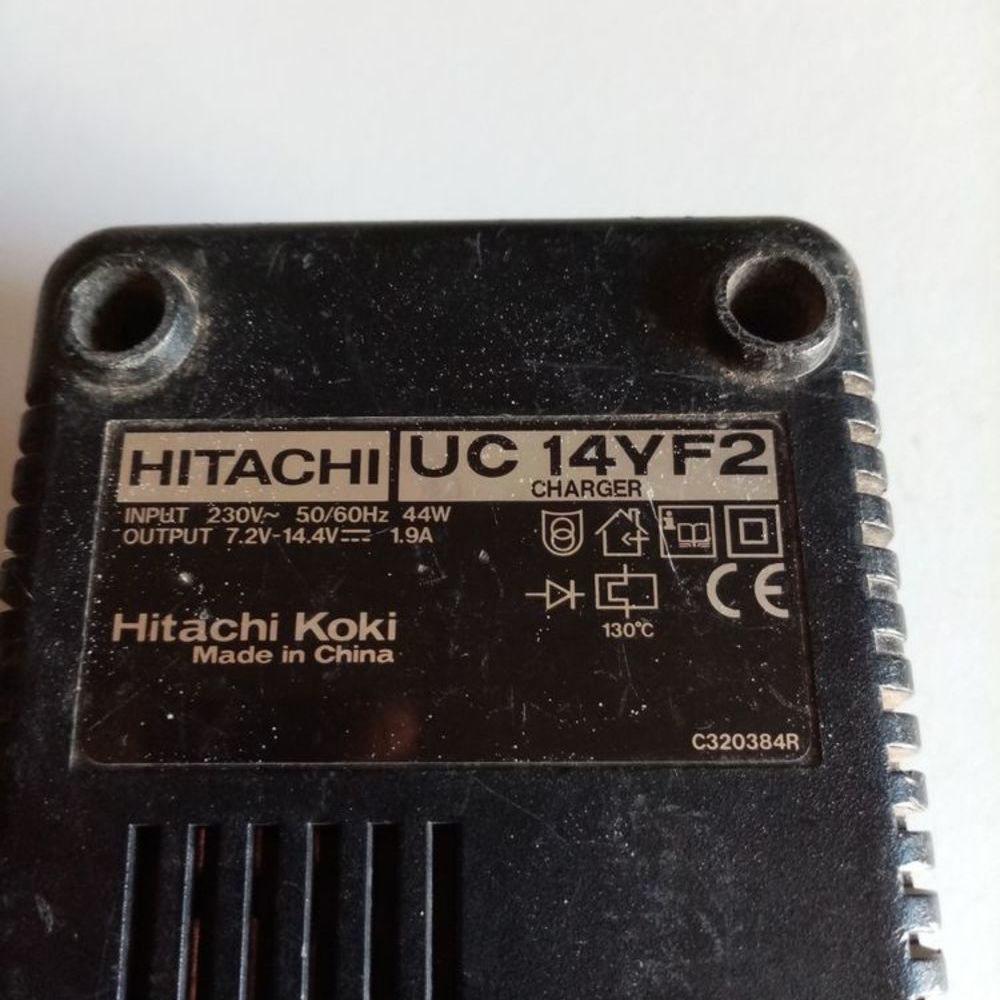 HITACHI UC 14YF2
CHARGER
INPUT 230V~ 50/60Hz 44W
OUTPUT 7.2V-14.4V⎓ 1.9A
130°C
CE
Hitachi Koki
Made in China
C320384R